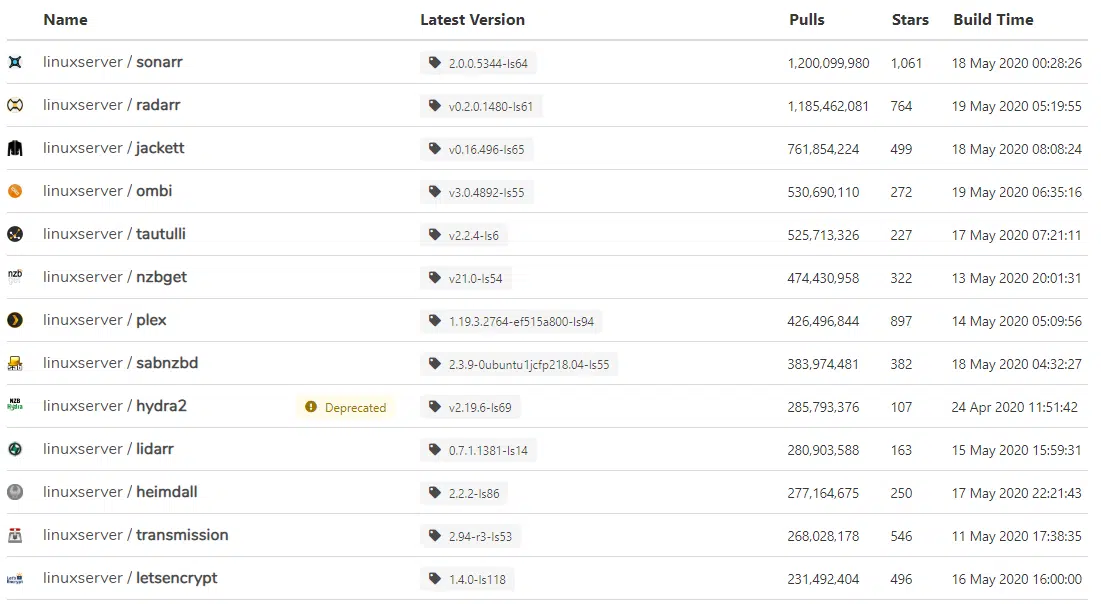 Name Latest Version Pulls Stars Build Time
linuxserver / sonarr 2.0.0.5344-ls64 1,200,099,980 1,061 18 May 2020 00:28:26
linuxserver / radarr v0.2.0.1480-ls61 1,185,462,081 764 19 May 2020 05:19:55
linuxserver / jackett v0.16.496-ls65 761,854,224 499 18 May 2020 08:08:24
linuxserver / ombi v3.0.4892-ls55 530,690,110 272 19 May 2020 06:35:16
linuxserver / tautulli v2.2.4-ls6 525,713,326 227 17 May 2020 07:21:11
nzb linuxserver / nzbget v21.0-ls54 474,430,958 322 13 May 2020 20:01:31
linuxserver / plex 1.19.3.2764-ef515a800-ls94 426,496,844 897 14 May 2020 05:09:56
linuxserver / sabnzbd 2.3.9-0ubuntu1jcfp218.04-ls55 383,974,481 382 18 May 2020 04:32:27
NZB Hydra linuxserver / hydra2 Deprecated v2.19.6-ls69 285,793,376 107 24 Apr 2020 11:51:42
linuxserver / lidarr 0.7.1.1381-ls14 280,903,588 163 15 May 2020 15:59:31
linuxserver / heimdall 2.2.2-ls86 277,164,675 250 17 May 2020 22:21:43
linuxserver / transmission 2.94-r3-ls53 268,028,178 546 11 May 2020 17:38:35
linuxserver / letsencrypt 1.4.0-ls118 231,492,404 496 16 May 2020 16:00:00